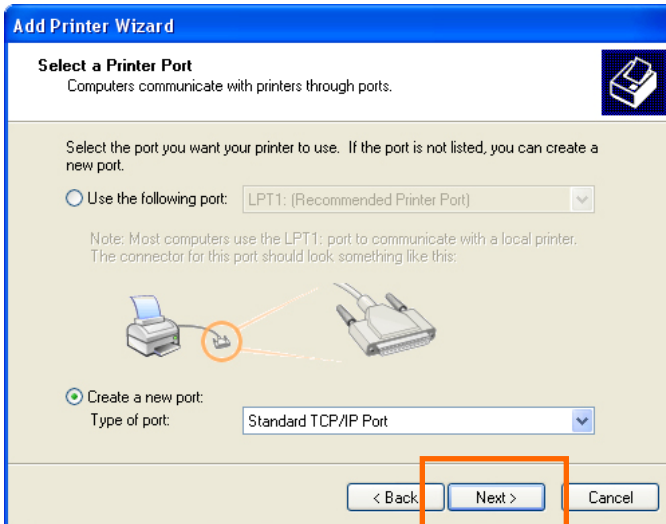 Add Printer Wizard
Select a Printer Port
Computers communicate with printers through ports.
Select the port you want your printer to use.  If the port is not listed, you can create a
new port.
Use the following port: LPT1: (Recommended Printer Port)
Note: Most computers use the LPT1: port to communicate with a local printer.
The connector for this port should look something like this:
Create a new port:
Type of port: Standard TCP/IP Port
< Back Next > Cancel